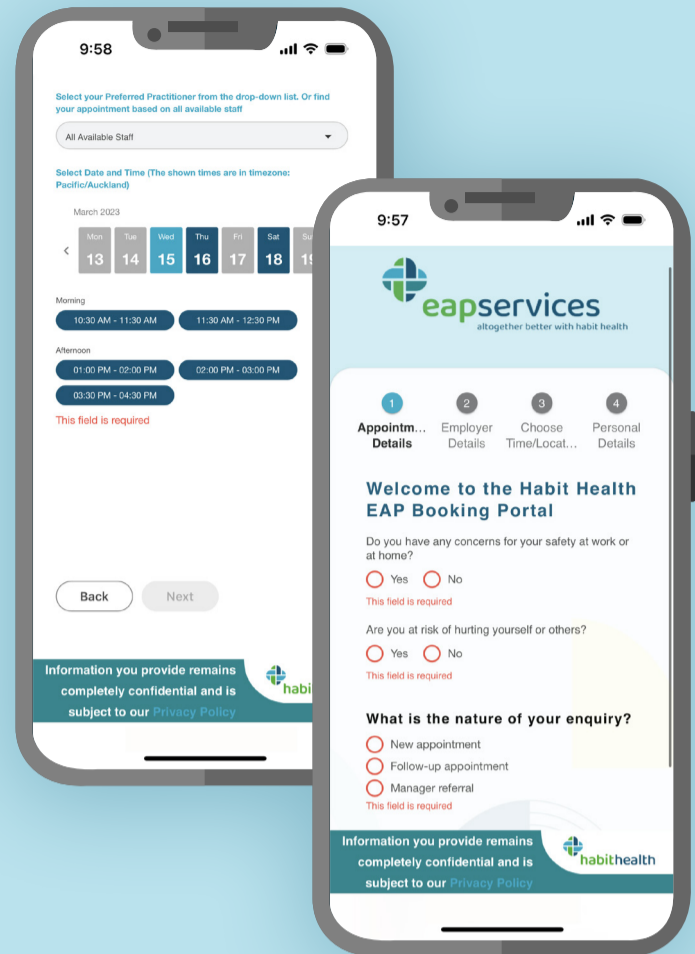 9:58
Select your Preferred Practitioner from the drop-down list. Or find
your appointment based on all available staff
All Available Staff
Select Date and Time (The shown times are in timezone:
Pacific/Auckland)
March 2023
Mon Tue Wed Thu Fri Sat
13 14 15 16 17 18
Morning
10:30 AM - 11:30 AM 11:30 AM - 12:30 PM
Afternoon
01:00 PM - 02:00 PM 02:00 PM - 03:00 PM
03:30 PM - 04:30 PM
This field is required
Back Next
Information you provide remains
completely confidential and is
subject to our Privacy Policy
habi
9:57
eapservices
altogether better with habit health
1 2 3 4
Appointm... Employer Choose Personal
Details Details Time/Locat... Details
Welcome to the Habit Health
EAP Booking Portal
Do you have any concerns for your safety at work or
at home?
Yes No
This field is required
Are you at risk of hurting yourself or others?
Yes No
This field is required
What is the nature of your enquiry?
New appointment
Follow-up appointment
Manager referral
This field is required
Information you provide remains
completely confidential and is
subject to our Privacy Policy
habithealth